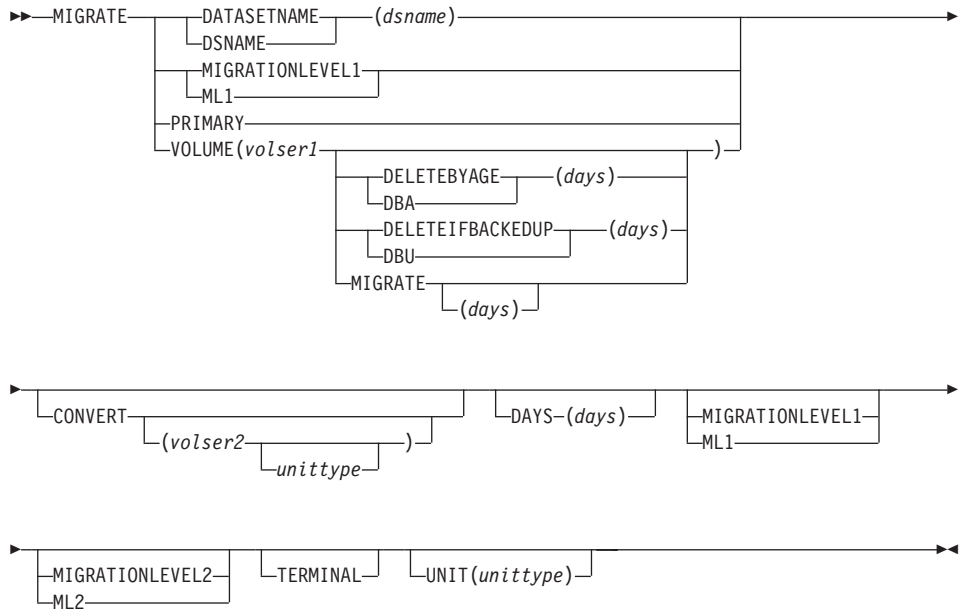 MIGRATE DATASETNAME (dsname)
DSNAME
MIGRATIONLEVEL1
ML1
PRIMARY
VOLUME(volser1 )
DELETEBYAGE (days)
DBA
DELETEIFBACKEDUP (days)
DBU
MIGRATE
(days)
CONVERT DAYS (days) MIGRATIONLEVEL1
(volser2 ) ML1
unittype
MIGRATIONLEVEL2 TERMINAL UNIT(unittype)
ML2